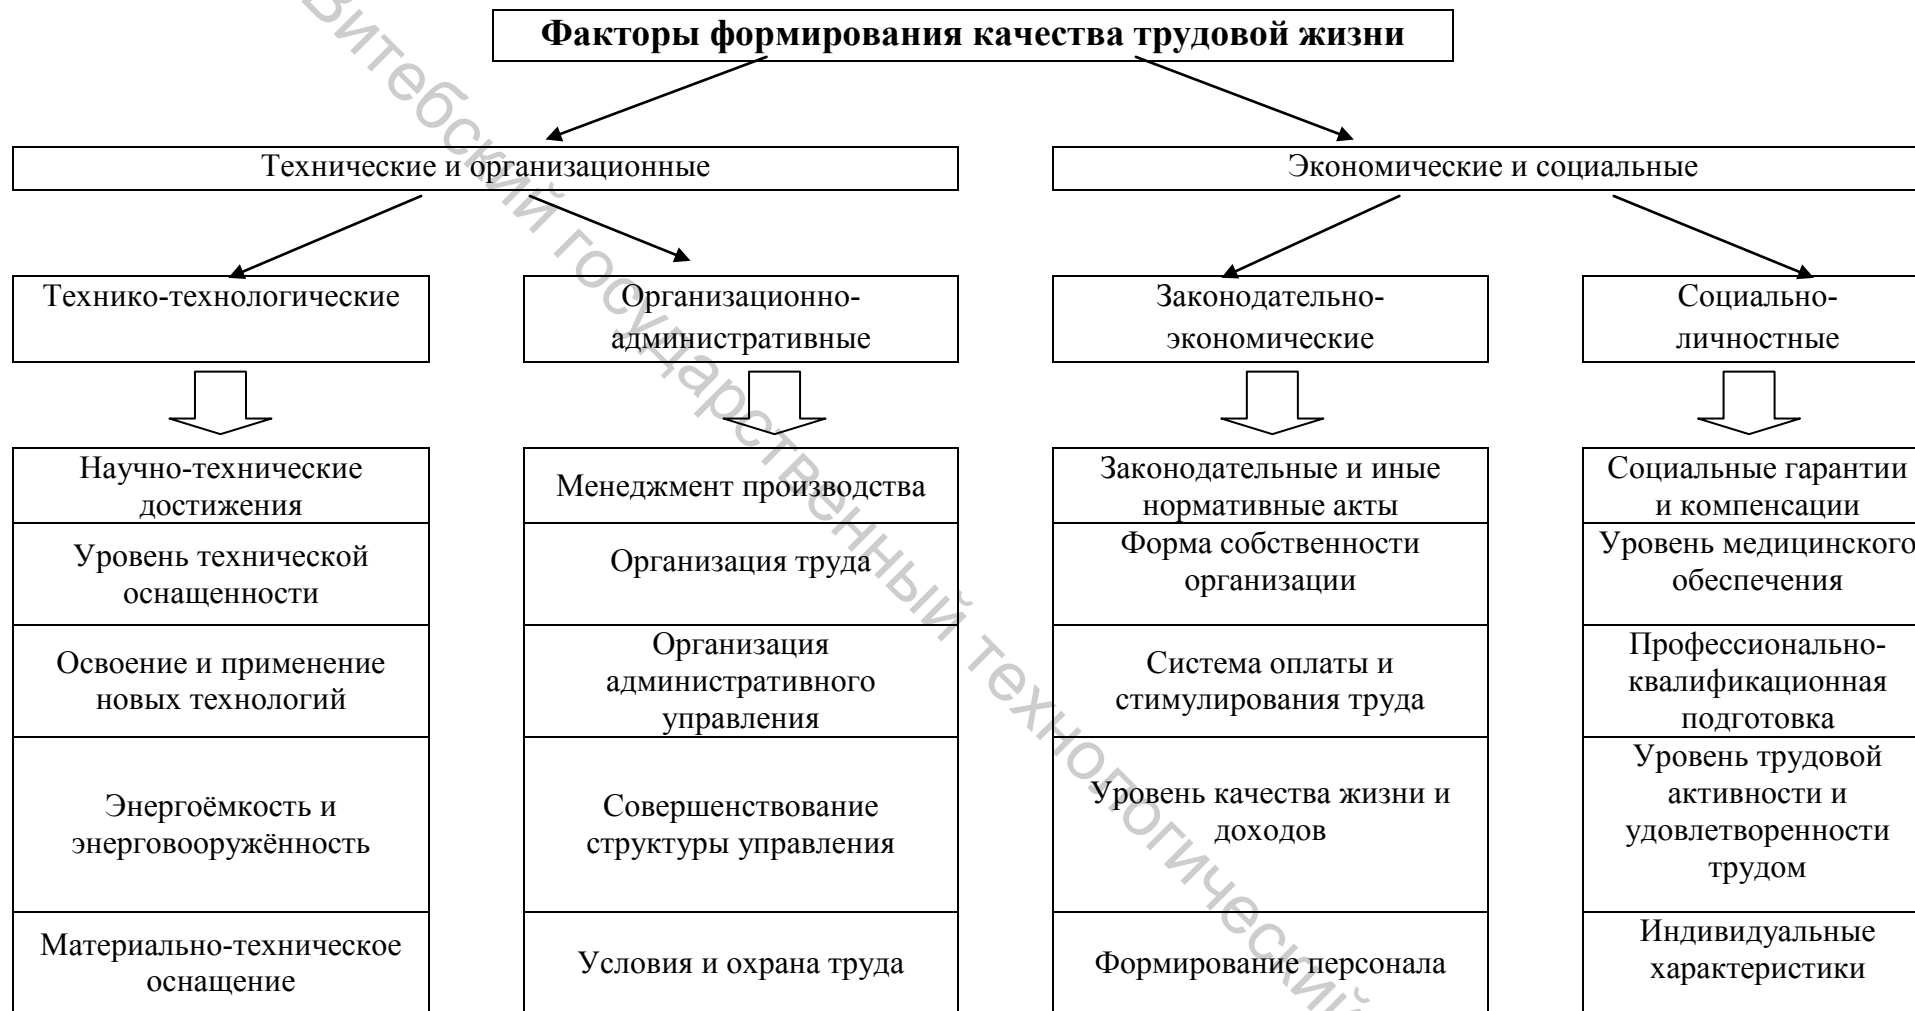 Факторы формирования качества трудовой жизни
Технические и организационные
Экономические и социальные
Технико-технологические
Организационно-
административные
Законодательно-
экономические
Социально-
личностные
Научно-технические
достижения
Уровень технической
оснащенности
Освоение и применение
новых технологий
Энергоёмкость и
энерговооружённость
Материально-техническое
оснащение
Менеджмент производства
Организация труда
Организация
административного
управления
Совершенствование
структуры управления
Условия и охрана труда
Законодательные и иные
нормативные акты
Форма собственности
организации
Система оплаты и
стимулирования труда
Уровень качества жизни и
доходов
Формирование персонала
Социальные гарантии
и компенсации
Уровень медицинского
обеспечения
Профессионально-
квалификационная
подготовка
Уровень трудовой
активности и
удовлетворенности
трудом
Индивидуальные
характеристики
Витебский государственный технологический